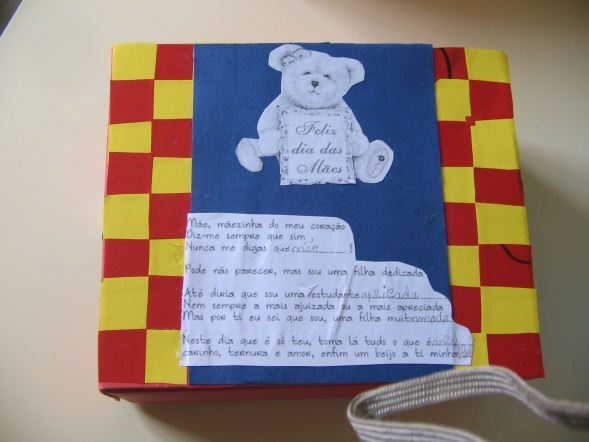 Feliz
dia das
Mães
Mãe, mãezinha do meu coração
Diz-me sempre que sim,
Nunca me digas que não !
Pode não parecer, mas sou uma filha dedicada
Até diria que sou uma estudante aplicada
Nem sempre a mais ajuizada ou a mais apreciada
Mas por ti eu sei que sou, uma filha muito amada
Neste dia que é só teu, toma lá tudo o que é
carinho, ternura e amor, enfim um beijo a ti minha